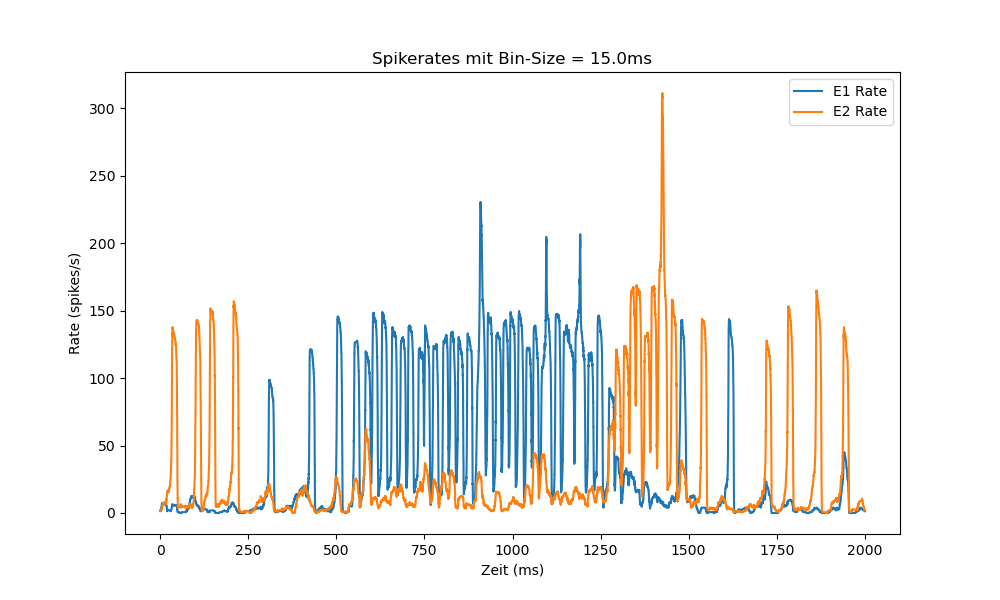 Spikerates mit Bin-Size = 15.0ms
E1 Rate
E2 Rate
300
250
200
150
100
50
0
Rate (spikes/s)
0 250 500 750 1000 1250 1500 1750 2000
Zeit (ms)